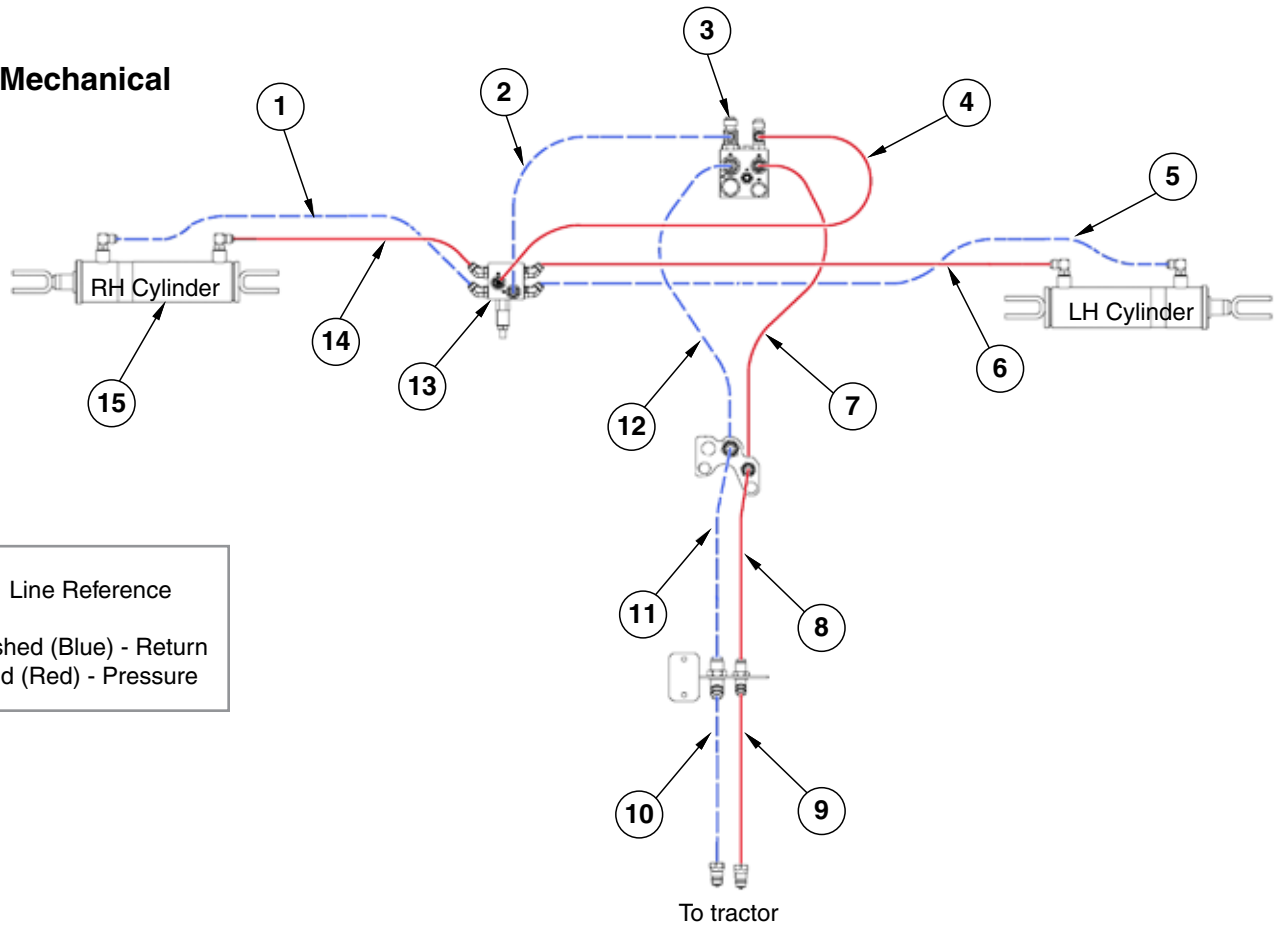 Mechanical
3
1
2
4
5
RH Cylinder
LH Cylinder
14
13
6
15
12
7
Line Reference
shed (Blue) - Return
d (Red) - Pressure
11
8
10
9
To tractor